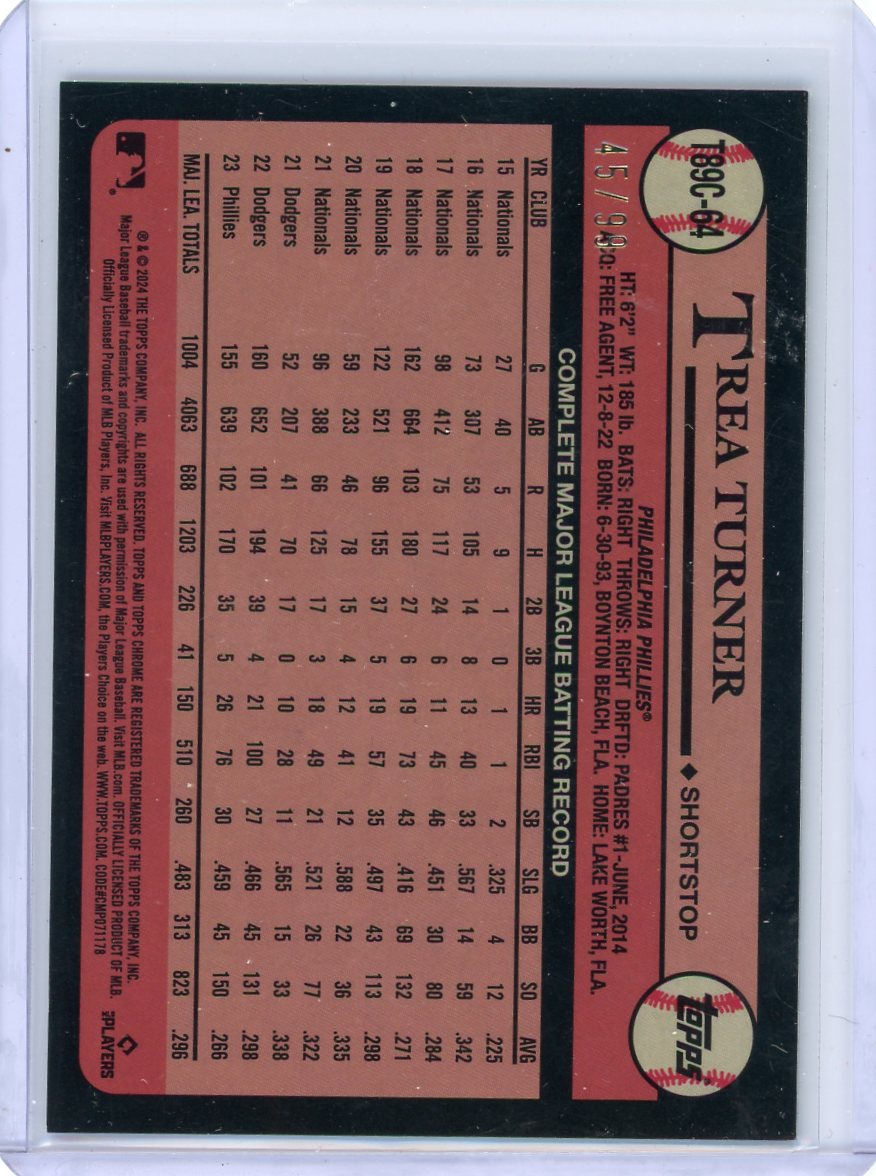 T89C-64
TREA TURNER
◆ SHORTSTOP
topps®
45/99
PHILADELPHIA PHILLIES®
HT: 6'2" WT: 185 lb. BATS: RIGHT THROWS: RIGHT DRFTD: PADRES #1-JUNE, 2014
ACQ: FREE AGENT, 12-8-22 BORN: 6-30-93, BOYNTON BEACH, FLA. HOME: LAKE WORTH, FLA.
COMPLETE MAJOR LEAGUE BATTING RECORD
YR CLUB G AB R H 2B 3B HR RBI SB SLG BB SO AVG
15 Nationals 27 40 5 9 1 0 1 1 2 .325 4 12 .225
16 Nationals 73 307 53 105 14 8 13 40 33 .567 14 59 .342
17 Nationals 98 412 75 117 24 6 11 45 46 .451 30 80 .284
18 Nationals 162 664 103 180 27 6 19 73 43 .416 69 132 .271
19 Nationals 122 521 96 155 37 5 19 57 35 .497 43 113 .298
20 Nationals 59 233 46 78 15 4 12 41 12 .588 22 36 .335
21 Nationals 96 388 66 125 17 3 18 49 21 .521 26 77 .322
21 Dodgers 52 207 41 70 17 0 10 28 11 .565 15 33 .338
22 Dodgers 160 652 101 194 39 4 21 100 27 .466 45 131 .298
23 Phillies 155 639 102 170 35 5 26 76 30 .459 45 150 .266
MAJ. LEA. TOTALS 1004 4063 688 1203 226 41 150 510 260 .483 313 823 .296
® & © 2024 THE TOPPS COMPANY, INC. ALL RIGHTS RESERVED. TOPPS AND TOPPS CHROME ARE REGISTERED TRADEMARKS OF THE TOPPS COMPANY, INC.
Major League Baseball trademarks and copyrights are used with permission of Major League Baseball. Visit MLB.com. OFFICIALLY LICENSED PRODUCT OF MLB
Officially Licensed Product of MLB Players, Inc. Visit MLBPLAYERS.COM, the Players Choice on the web. WWW.TOPPS.COM. CODE#CMP071178
MLB PLAYERS